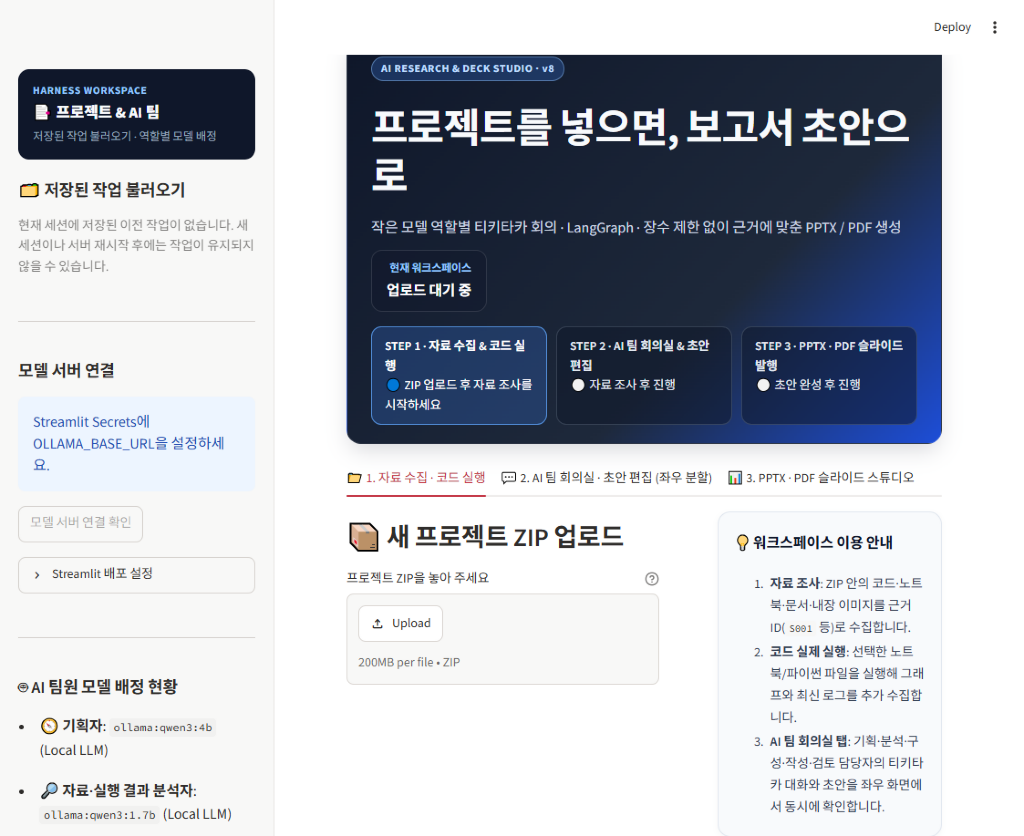 Deploy
HARNESS WORKSPACE
프로젝트 & AI 팀
저장된 작업 불러오기 · 역할별 모델 배정
저장된 작업 불러오기
현재 세션에 저장된 이전 작업이 없습니다. 새
세션이나 서버 재시작 후에는 작업이 유지되지
않을 수 있습니다.
모델 서버 연결
Streamlit Secrets에
OLLAMA_BASE_URL을 설정하세
요.
모델 서버 연결 확인
Streamlit 배포 설정
AI 팀원 모델 배정 현황
• 기획자: ollama:qwen3:4b
(Local LLM)
• 자료·실행 결과 분석자:
ollama:qwen3:1.7b (Local LLM)
AI RESEARCH & DECK STUDIO · v8
프로젝트를 넣으면, 보고서 초안으
로
작은 모델 역할별 티키타카 회의 · LangGraph · 장수 제한 없이 근거에 맞춘 PPTX / PDF 생성
현재 워크스페이스
업로드 대기 중
STEP 1 · 자료 수집 & 코드 실
행
ZIP 업로드 후 자료 조사를
시작하세요
STEP 2 · AI 팀 회의실 & 초안
편집
자료 조사 후 진행
STEP 3 · PPTX · PDF 슬라이드
발행
초안 완성 후 진행
1. 자료 수집 · 코드 실행
2. AI 팀 회의실 · 초안 편집 (좌우 분할)
3. PPTX · PDF 슬라이드 스튜디오
새 프로젝트 ZIP 업로드
프로젝트 ZIP을 놓아 주세요
Upload
200MB per file • ZIP
워크스페이스 이용 안내
1. 자료 조사: ZIP 안의 코드·노트
북·문서·내장 이미지를 근거
ID( S001 등)로 수집합니다.
2. 코드 실제 실행: 선택한 노트
북/파이썬 파일을 실행해 그래
프와 최신 로그를 추가 수집합
니다.
3. AI 팀 회의실 탭: 기획·분석·구
성·작성·검토 담당자의 티키타
카 대화와 초안을 좌우 화면에
서 동시에 확인합니다.